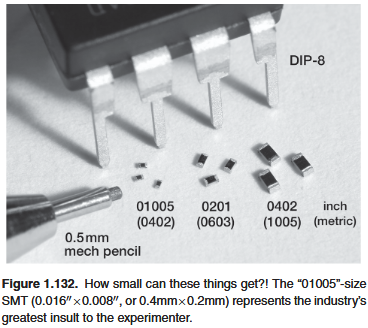 DIP-8
01005 0201 0402 inch
(0402) (0603) (1005) (metric)
0.5mm
mech pencil
Figure 1.132. How small can these things get?! The “01005”-size
SMT (0.016″×0.008″, or 0.4mm×0.2mm) represents the industry’s
greatest insult to the experimenter.